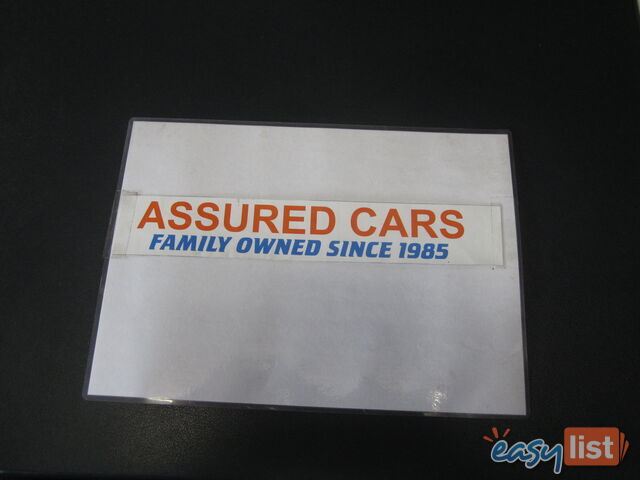 ASSURED CARS
FAMILY OWNED SINCE 1985
easylist